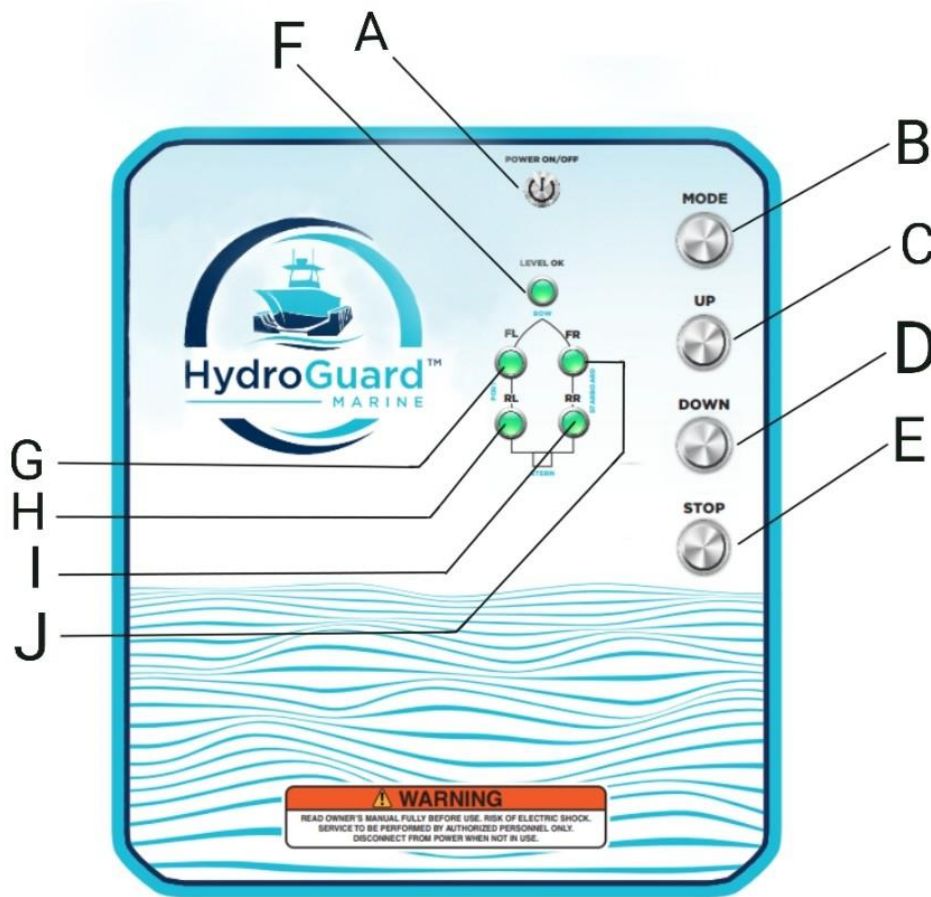 F
A
B
C
D
E
G
H
I
J
POWER ON/OFF
MODE
LEVEL OK
BOW
UP
FL
FR
STARBOARD
DOWN
RL
RR
STERN
STOP
HydroGuard™
MARINE
WARNING
READ OWNER'S MANUAL FULLY BEFORE USE. RISK OF ELECTRIC SHOCK.
SERVICE TO BE PERFORMED BY AUTHORIZED PERSONNEL ONLY.
DISCONNECT FROM POWER WHEN NOT IN USE.